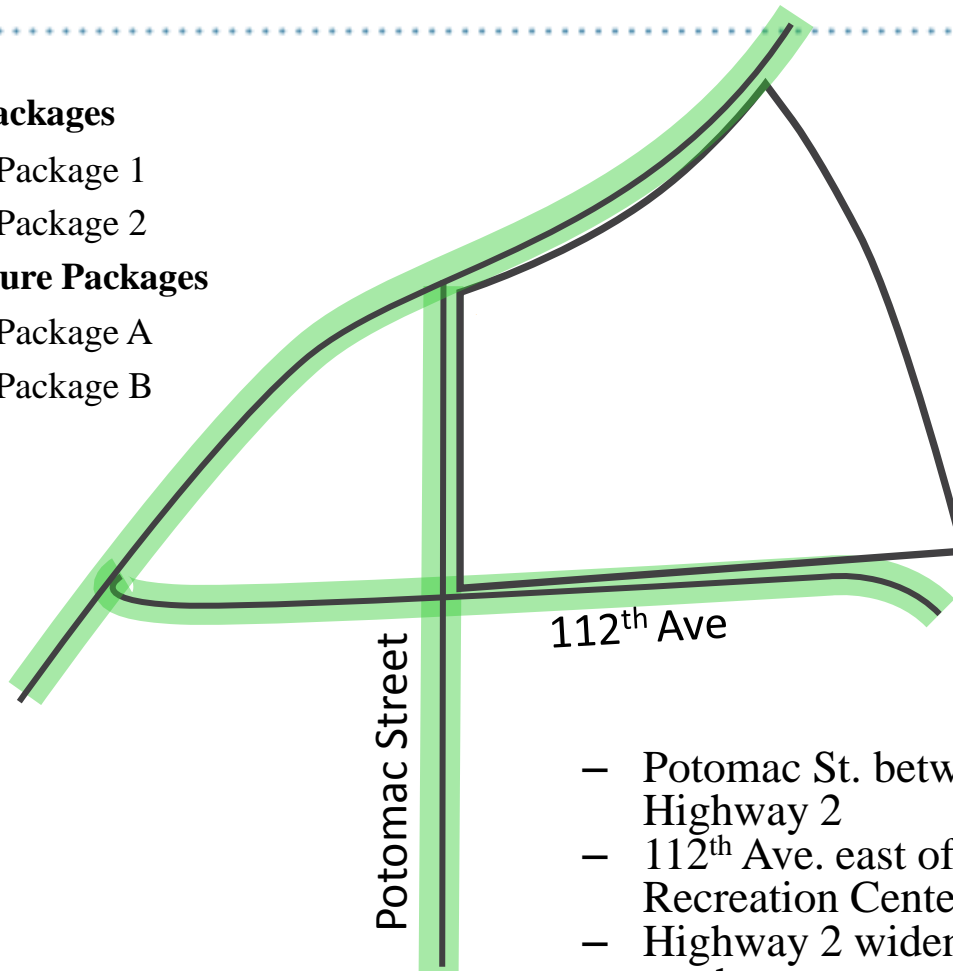 ackages
Package 1
Package 2
ure Packages
Package A
Package B
112th Ave
Potomac Street
– Potomac St. betw
Highway 2
– 112th Ave. east of
Recreation Cente
– Highway 2 widen